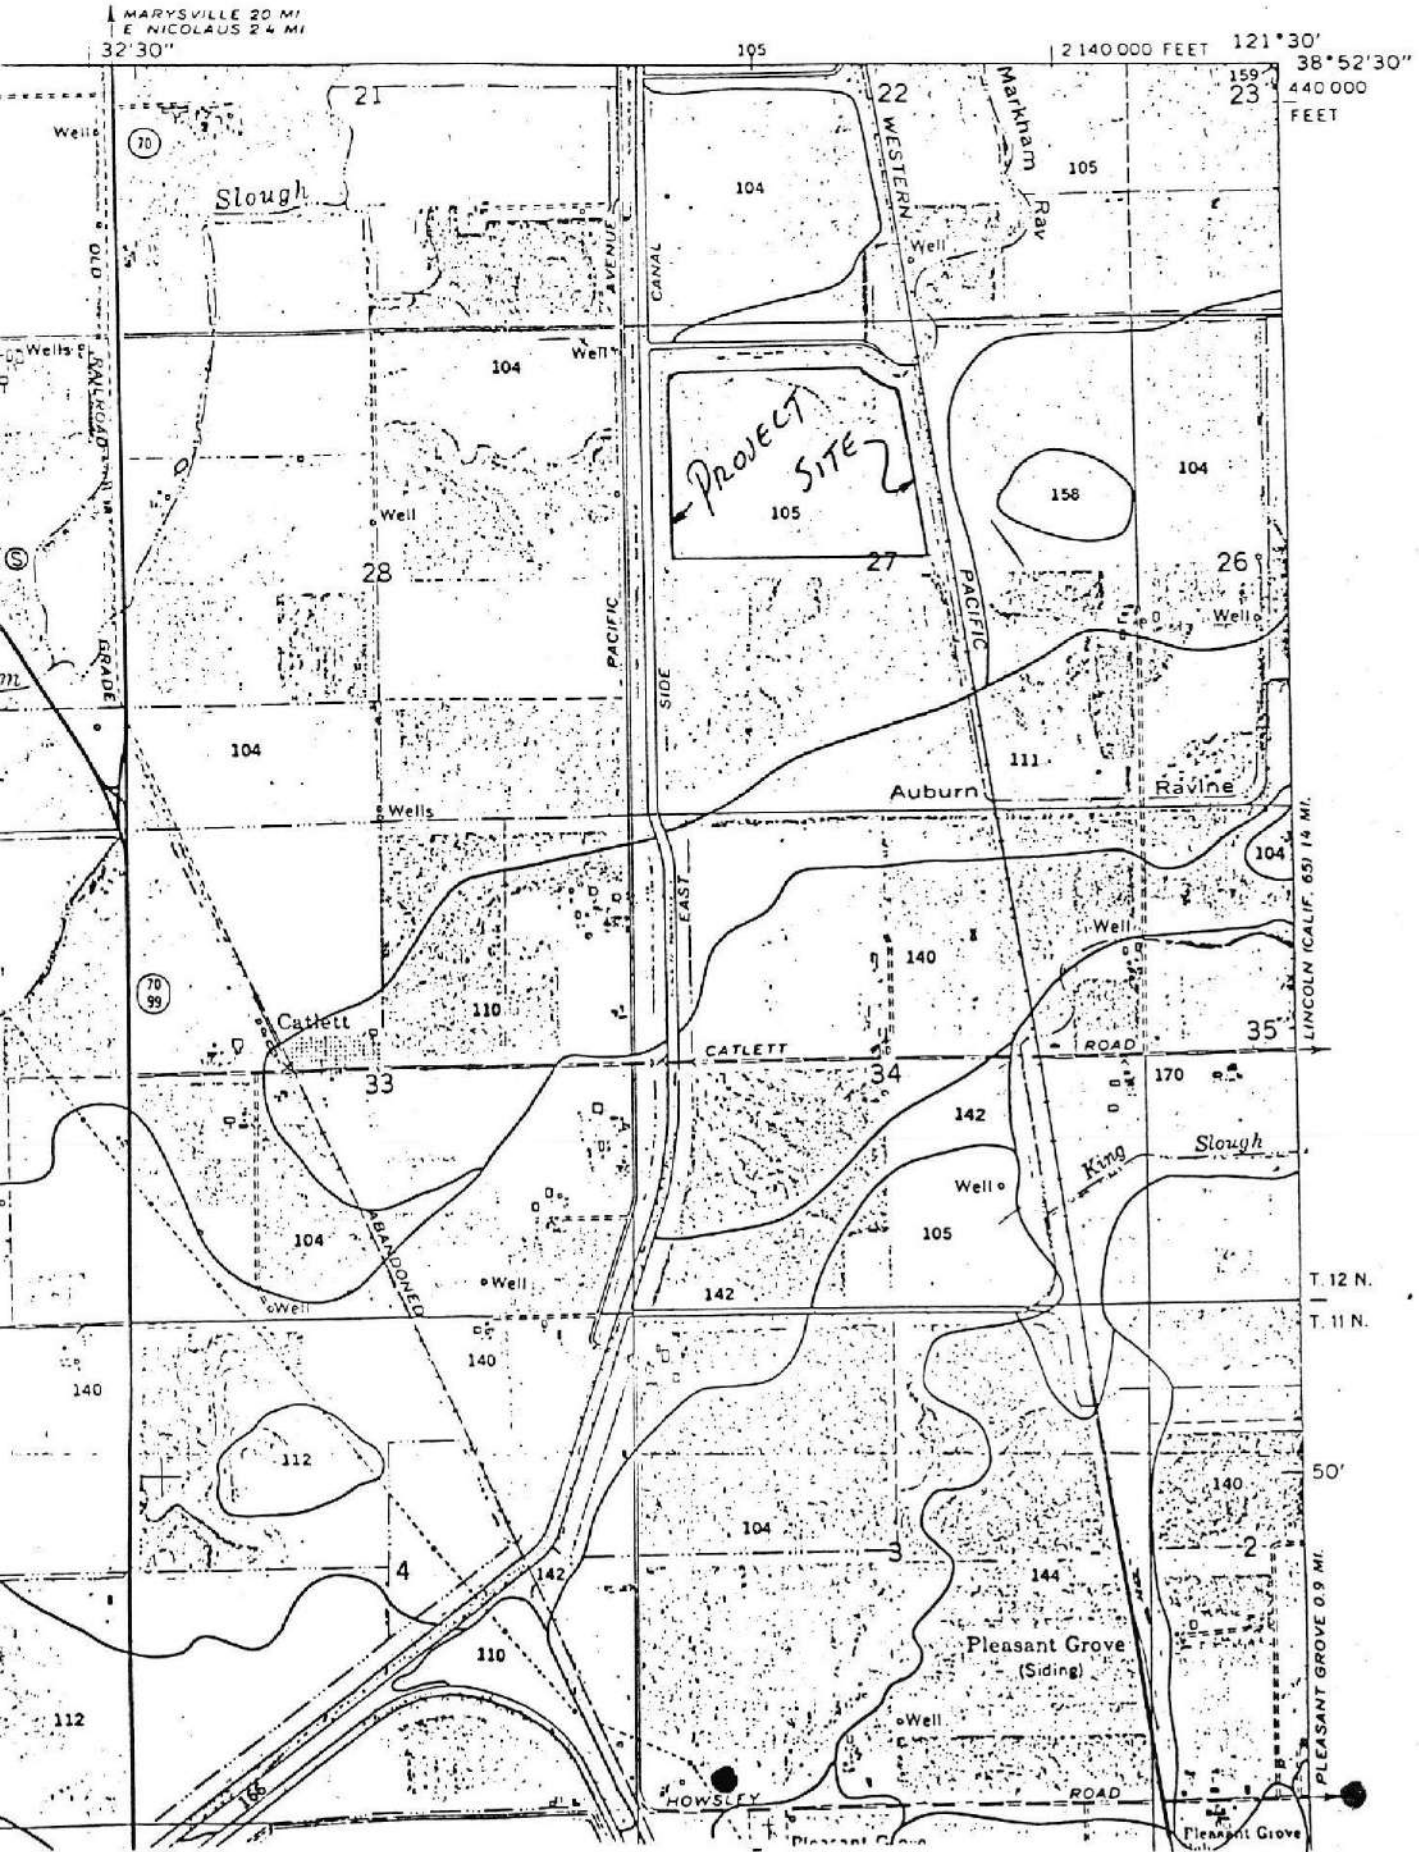 MARYSVILLE 20 MI
E NICOLAUS 2.4 MI
32'30"
105
2 140 000 FEET
121°30'
38°52'30"
159
440 000
FEET
21
22
23
Well
70
Markham
Rav
105
WESTERN
104
Slough
OLD
AVENUE
CANAL
Well
Wells
RAILROAD
104
Well
PROJECT
SITE
105
104
158
Well
S
28
27
26
PACIFIC
PACIFIC
Well
GRADE
SIDE
104
111
Auburn
Ravine
Wells
104
LINCOLN (CALIF. 65) 14 MI.
EAST
Well
140
70
99
110
Catlett
CATLETT
ROAD
35
33
34
170
142
King
Slough
Well
104
105
ABANDONED
Well
142
Well
T. 12 N.
T. 11 N.
140
140
112
50'
140
104
3
2
4
142
144
110
Pleasant Grove
(Siding)
PLEASANT GROVE 0.9 MI.
112
Well
166
HOWSLEY
ROAD
Pleasant Grove
Pleasant Grove